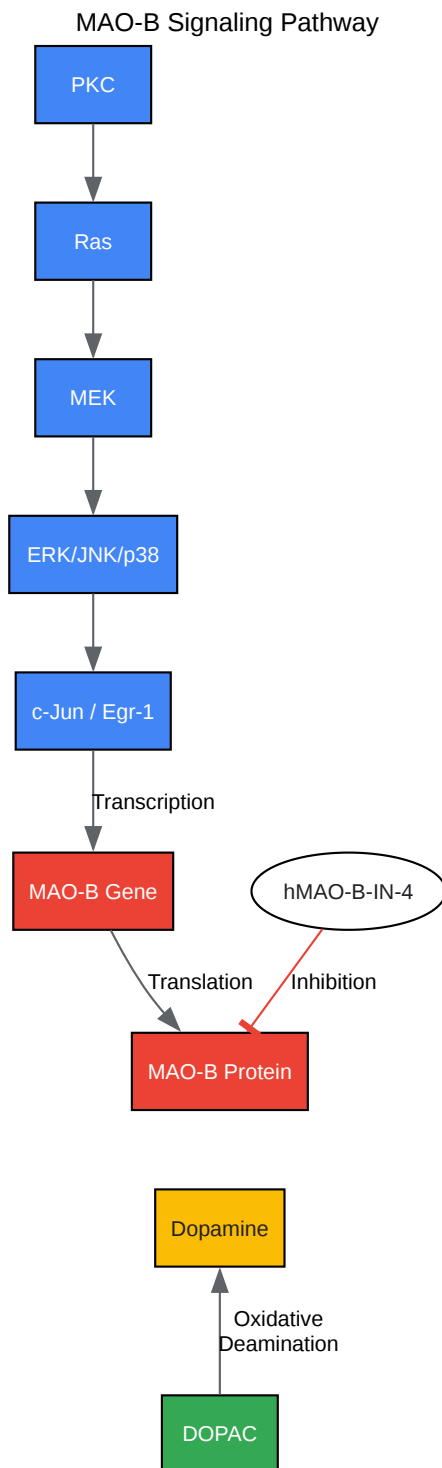 MAO-B Signaling Pathway
PKC
Ras
MEK
ERK/JNK/p38
c-Jun / Egr-1
Transcription
MAO-B Gene
hMAO-B-IN-4
Translation
Inhibition
MAO-B Protein
Dopamine
Oxidative
Deamination
DOPAC